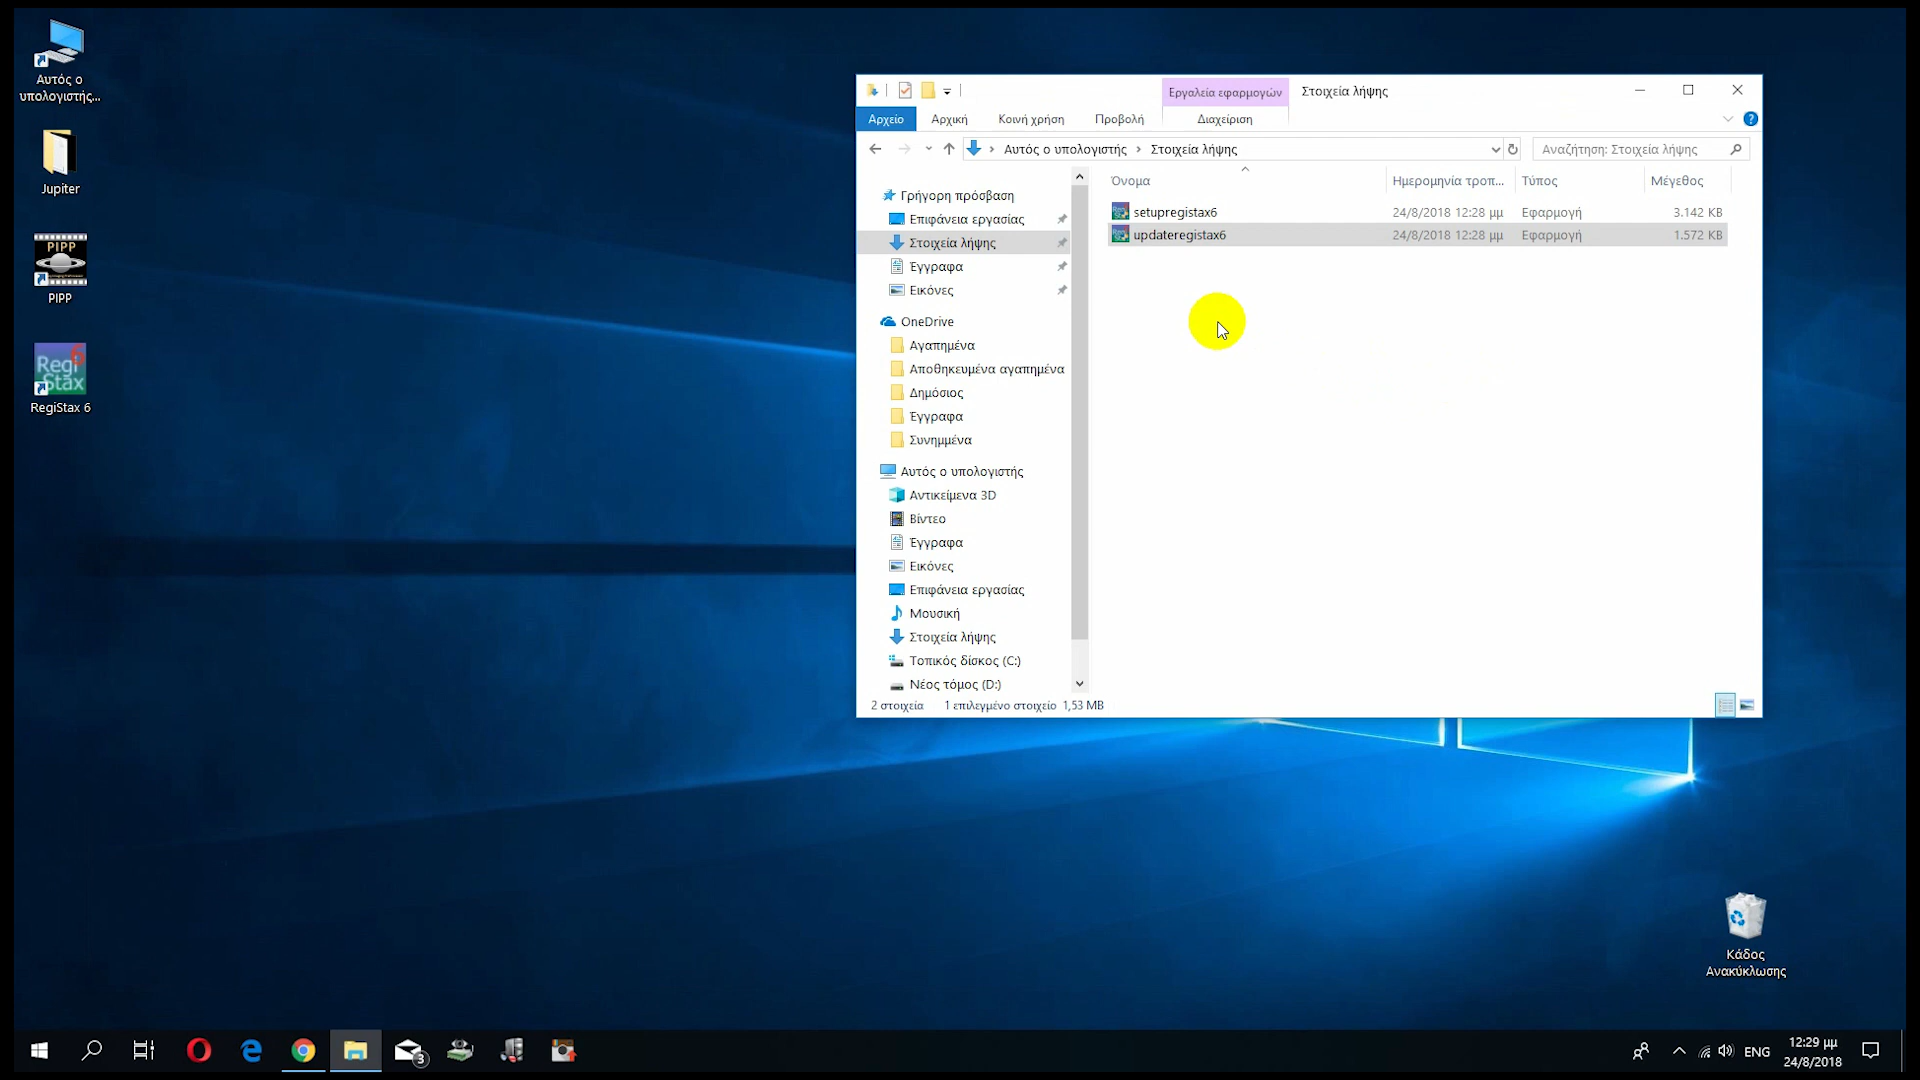 Αυτός ο
υπολογιστής...
Jupiter
PIPP
PIPP
Regi 6
Stax
RegiStax 6
Εργαλεία εφαρμογών
Στοιχεία λήψης
Αρχείο
Αρχική
Κοινή χρήση
Προβολή
Διαχείριση
?
Αυτός ο υπολογιστής
Στοιχεία λήψης
Αναζήτηση: Στοιχεία λήψης
Όνομα
Ημερομηνία τροπ...
Τύπος
Μέγεθος
setupregistax6 24/8/2018 12:28 μμ Εφαρμογή 3.142 KB
updateregistax6 24/8/2018 12:28 μμ Εφαρμογή 1.572 KB
Γρήγορη πρόσβαση
Επιφάνεια εργασίας
Στοιχεία λήψης
Έγγραφα
Εικόνες
OneDrive
Αγαπημένα
Αποθηκευμένα αγαπημένα
Δημόσιος
Έγγραφα
Συνημμένα
Αυτός ο υπολογιστής
Αντικείμενα 3D
Βίντεο
Έγγραφα
Εικόνες
Επιφάνεια εργασίας
Μουσική
Στοιχεία λήψης
Τοπικός δίσκος (C:)
Νέος τόμος (D:)
2 στοιχεία
1 επιλεγμένο στοιχείο 1,53 MB
Κάδος
Ανακύκλωσης
3
ENG
12:29 μμ
24/8/2018